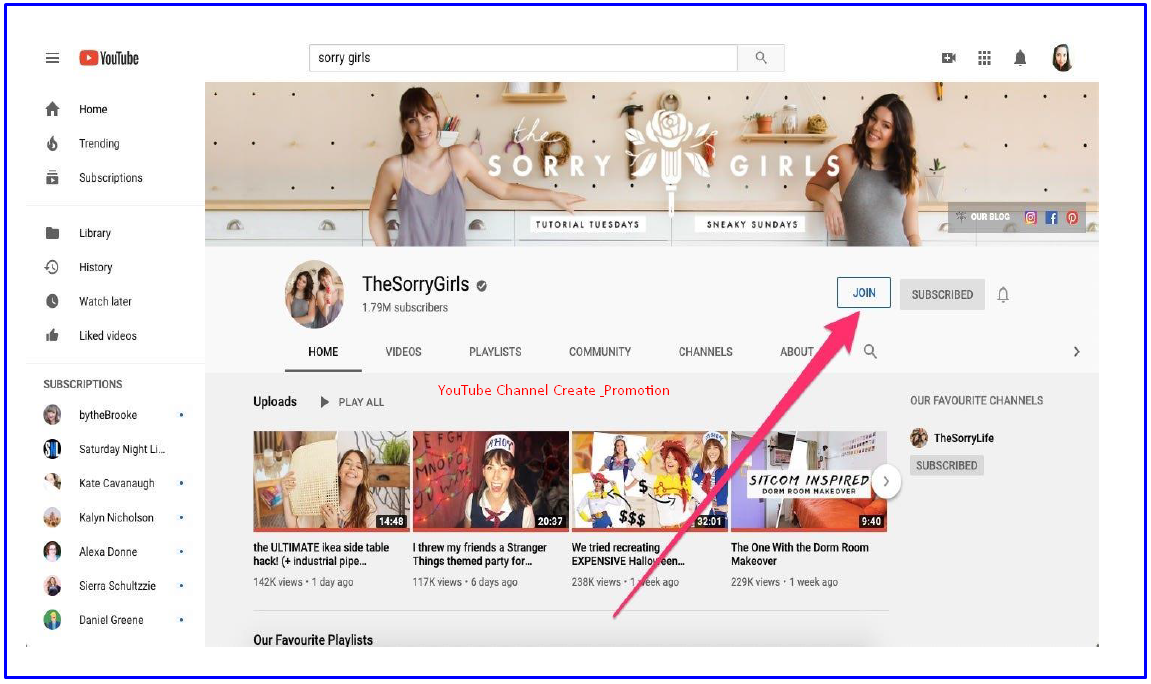 YouTube
sorry girls
Home
Trending
Subscriptions
Library
History
Watch later
Liked videos
SUBSCRIPTIONS
bytheBrooke
Saturday Night Li...
Kate Cavanaugh
Kalyn Nicholson
Alexa Donne
Sierra Schultzzie
Daniel Greene
the
SORRY GIRLS
TUTORIAL TUESDAYS
SNEAKY SUNDAYS
OUR BLOG
TheSorryGirls
1.79M subscribers
JOIN
SUBSCRIBED
HOME VIDEOS PLAYLISTS COMMUNITY CHANNELS ABOUT
YouTube Channel Create _Promotion
Uploads
PLAY ALL
14:48
the ULTIMATE ikea side table
hack! (+ industrial pipe...
142K views • 1 day ago
AHOY
20:37
I threw my friends a Stranger
Things themed party for...
117K views • 6 days ago
$$$
32:01
We tried recreating
EXPENSIVE Halloween...
238K views • 1 week ago
SITCOM INSPIRED
DORM ROOM MAKEOVER
9:40
The One With the Dorm Room
Makeover
229K views • 1 week ago
OUR FAVOURITE CHANNELS
TheSorryLife
SUBSCRIBED
Our Favourite Playlists